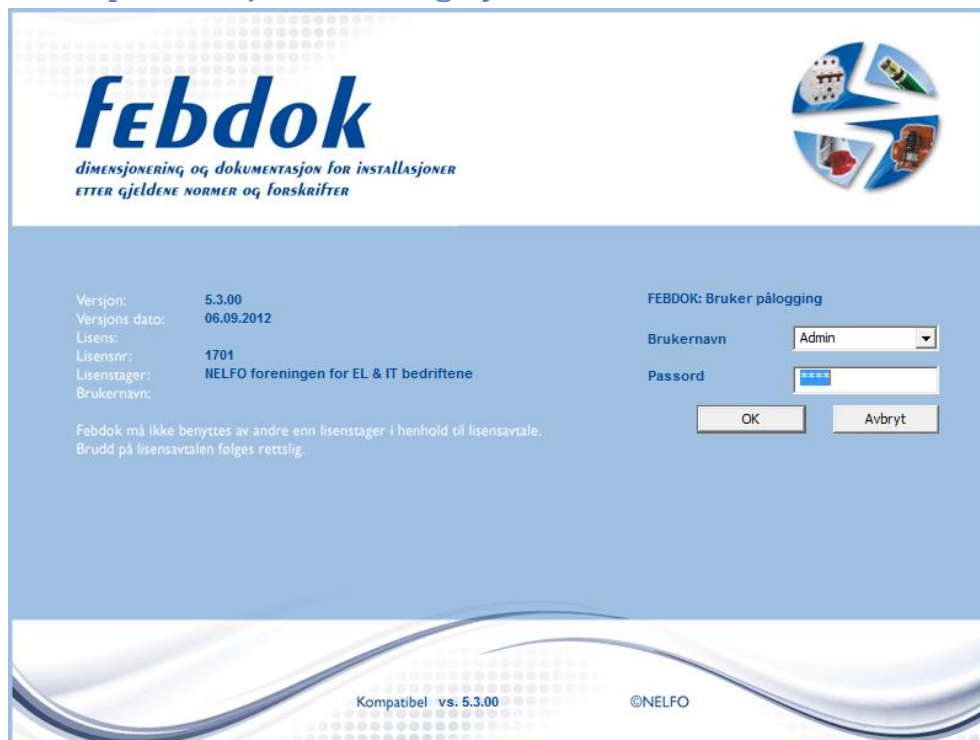 febdok
dimensjonering og dokumentasjon for installasjoner
etter gjeldene normer og forskrifter
Versjon: 5.3.00
Versjons dato: 06.09.2012
Lisens:
Lisensnr: 1701
Lisenstager: NELFO foreningen for EL & IT bedriftene
Brukernavn:
Febdok må ikke benyttes av andre enn lisenstager i henhold til lisensavtale.
Brudd på lisensavtalen følges rettslig.
FEBDOK: Bruker pålogging
Brukernavn Admin
Passord ****
OK Avbryt
Kompatibel vs. 5.3.00 ©NELFO